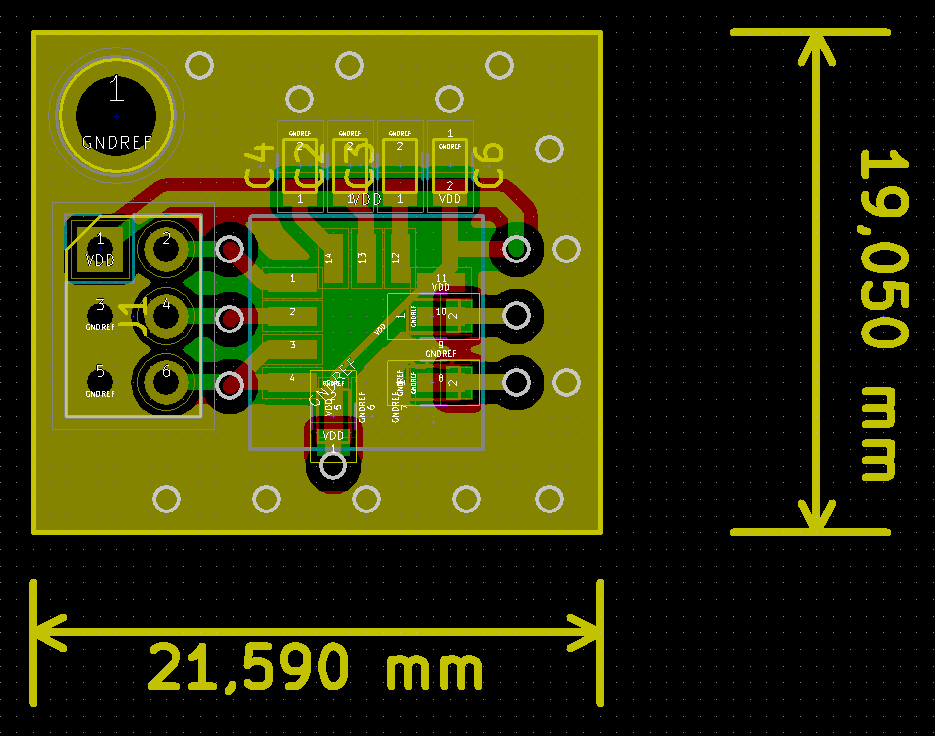 1
GNDREF
C4
C2
C3
C6
GNDREF
GNDREF
GNDREF
1
2
2
2
GNDREF
1
1
1
2
VDD
VDD
1
2
VDD
3
GNDREF
4
J1
5
GNDREF
6
14
13
12
11
VDD
1
2
3
4
10
1
GNDREF
2
9
GNDREF
8
GNDREF
2
VDD
GNDREF
GNDREF
VDD
5
GNDREF
6
GNDREF
VDD
1
19,050 mm
21,590 mm